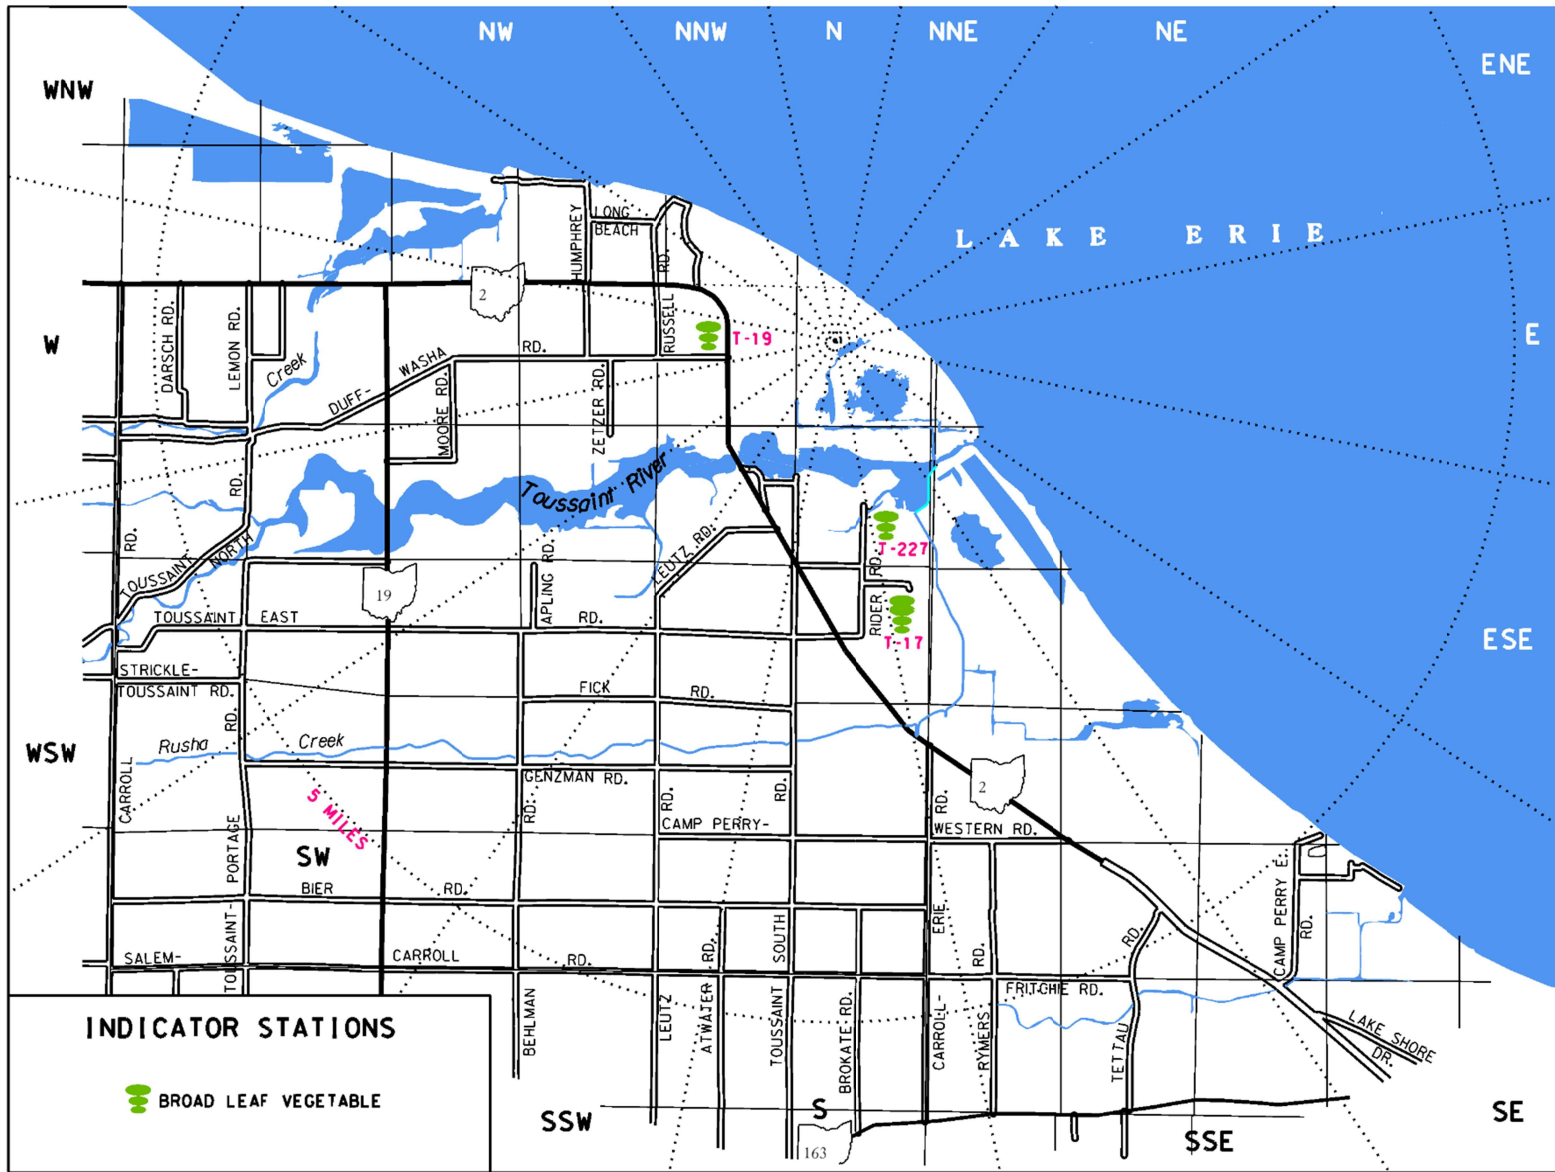 NW
NNW
N
NNE
NE
ENE
WNW
LAKE ERIE
HUMPHREY
LONG
BEACH
RD.
2
W
DARSCH RD.
LEMON RD.
Creek
RUSSELL
T-19
E
DUFF-
WASHA
RD.
MOORE RD.
ZETZER RD.
Toussaint River
RD.
RD.
TOUSSAINT
NORTH
LEUTZ RD.
T-227
RD.
19
APLING RD.
TOUSSAINT
EAST
RD.
RIDER
T-17
ESE
STRICKLE-
TOUSSAINT RD.
FICK
RD.
RD.
WSW
Rusha
Creek
CARROLL
GENZMAN RD.
2
5 MILES
RD.
RD.
RD.
RD.
CAMP PERRY-
WESTERN RD.
PORTAGE
SW
BIER
RD.
CAMP PERRY E.
RD.
TOUSSAINT-
SALEM-
CARROLL
RD.
RD.
SOUTH
ERIE
RD.
RD.
FRITCHIE RD.
INDICATOR STATIONS
BROAD LEAF VEGETABLE
BEHLMAN
LEUTZ
ATWATER
TOUSSAINT
BROKATE RD.
CARROLL-
RYMERS
TETTAU
LAKE SHORE
DR.
SSW
S
163
SSE
SE